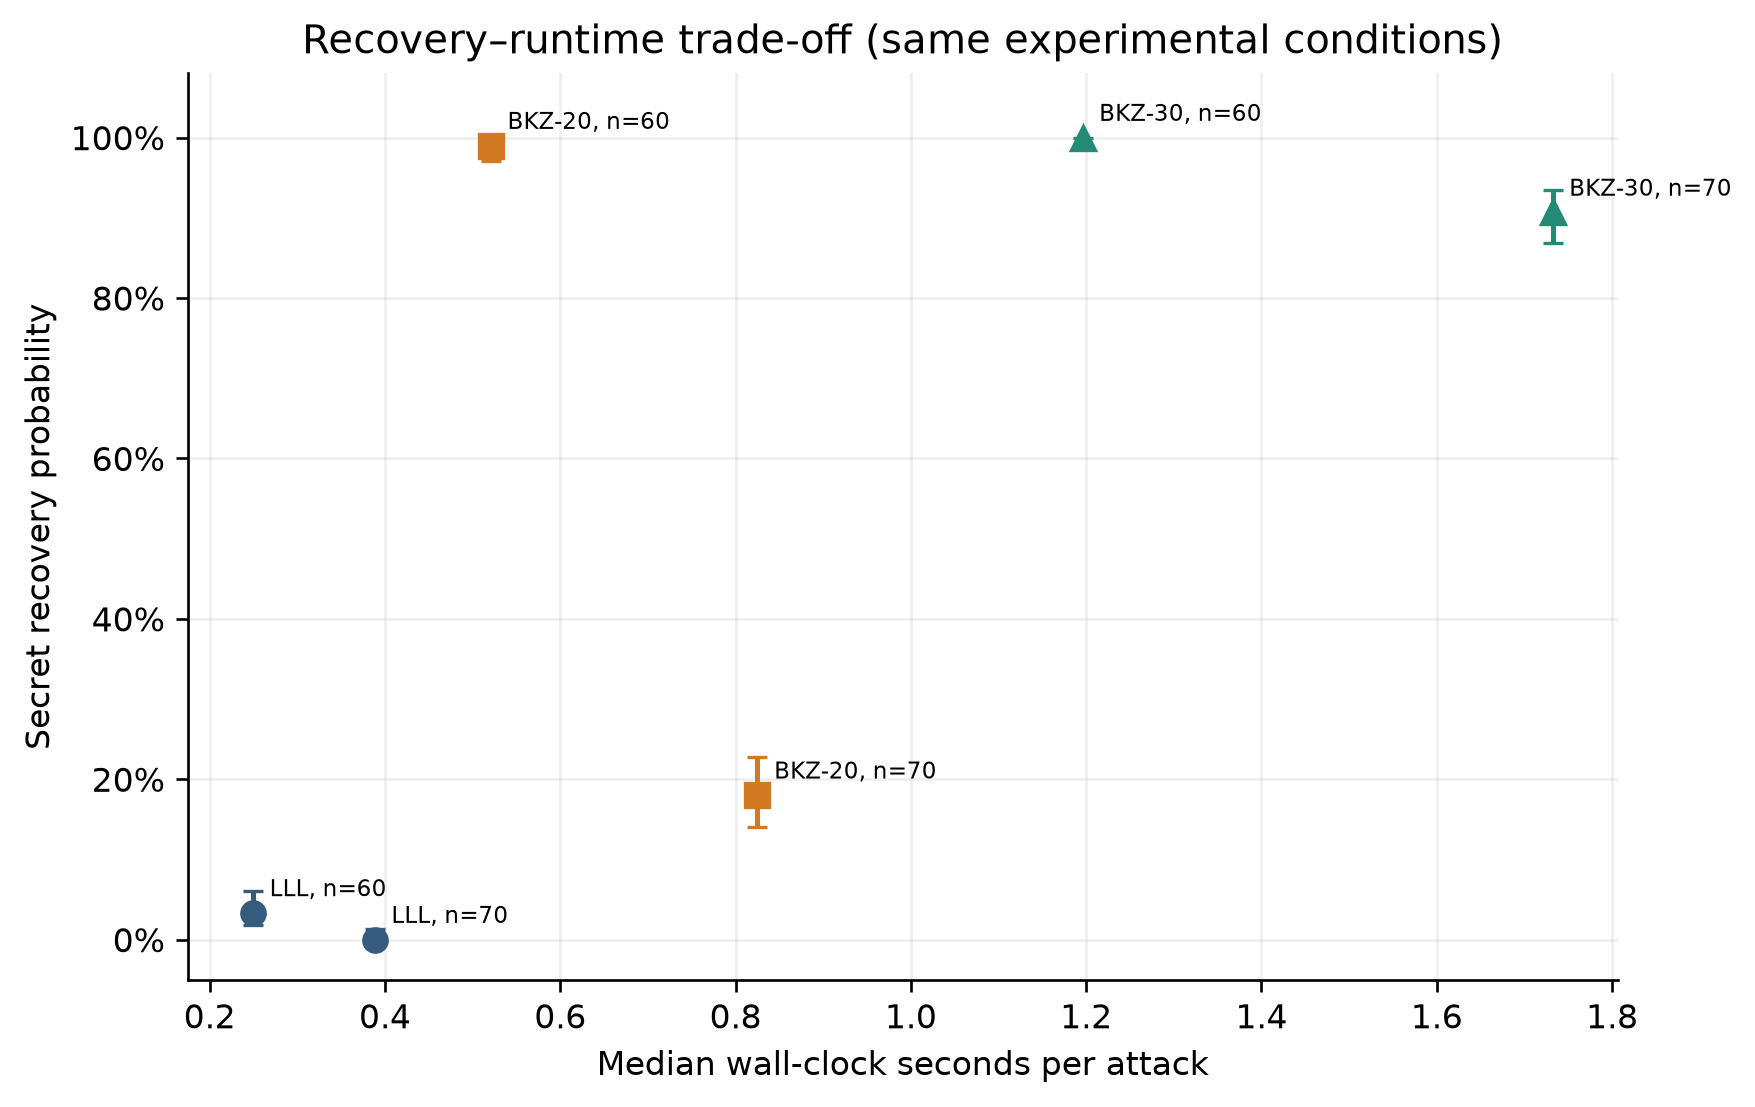 Recovery–runtime trade-off (same experimental conditions)
Secret recovery probability
100%
80%
60%
40%
20%
0%
BKZ-20, n=60
BKZ-30, n=60
BKZ-30, n=70
BKZ-20, n=70
LLL, n=60
LLL, n=70
0.2 0.4 0.6 0.8 1.0 1.2 1.4 1.6 1.8
Median wall-clock seconds per attack